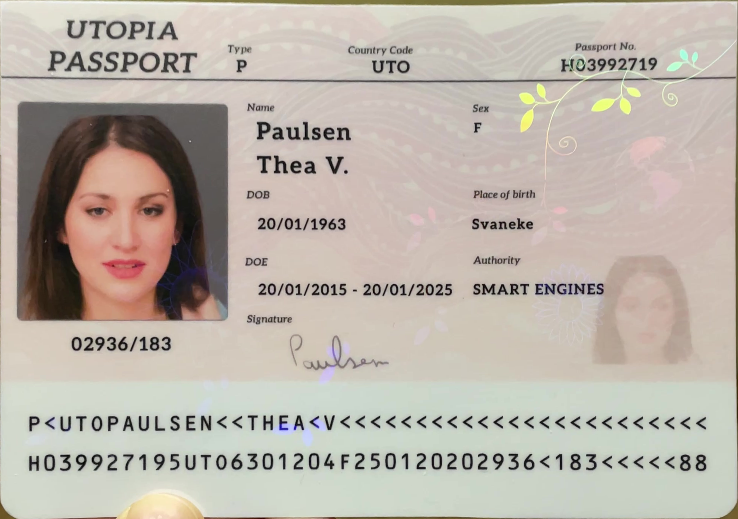 UTOPIA
PASSPORT
Type
P
Country Code
UTO
Passport No.
H03992719
Name
Paulsen
Thea V.
Sex
F
DOB
20/01/1963
Place of birth
Svaneke
DOE
20/01/2015 - 20/01/2025
Authority
SMART ENGINES
Signature
Paulsen
02936/183
P<UTOPAULSEN<<THEA<V<<<<<<<<<<<<<<<<<<<<<<<<
H039927195UTO6301204F250120202936<183<<<<<88